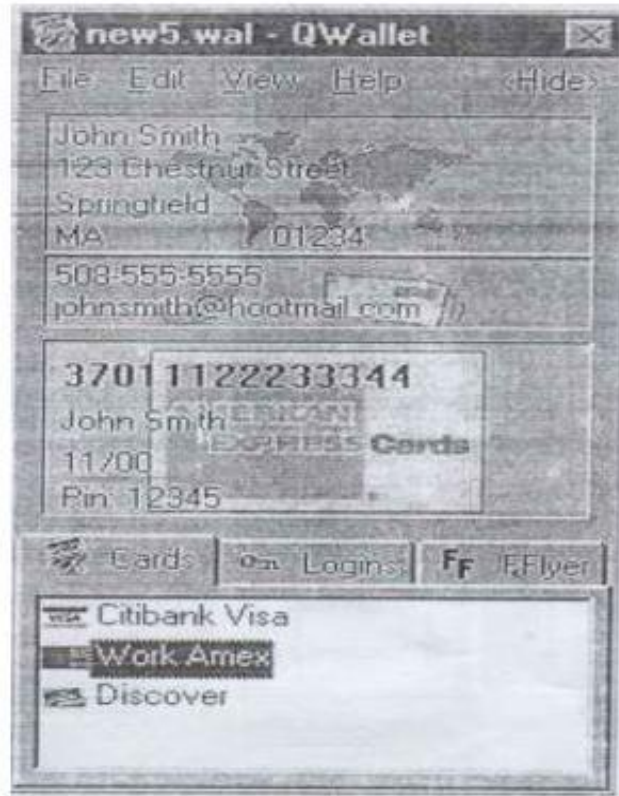 new5.wal - QWallet
File Edit View Help <Hide>
John Smith
123 Chestnut Street
Springfield
MA 01234
508-555-5555
johnsmith@hootmail.com
370111122233344
AMERICAN
EXPRESS Cards
John Smith
11/00
Pin: 12345
Cards Logins FF F.Flyer
VISA Citibank Visa
Work Amex
Discover